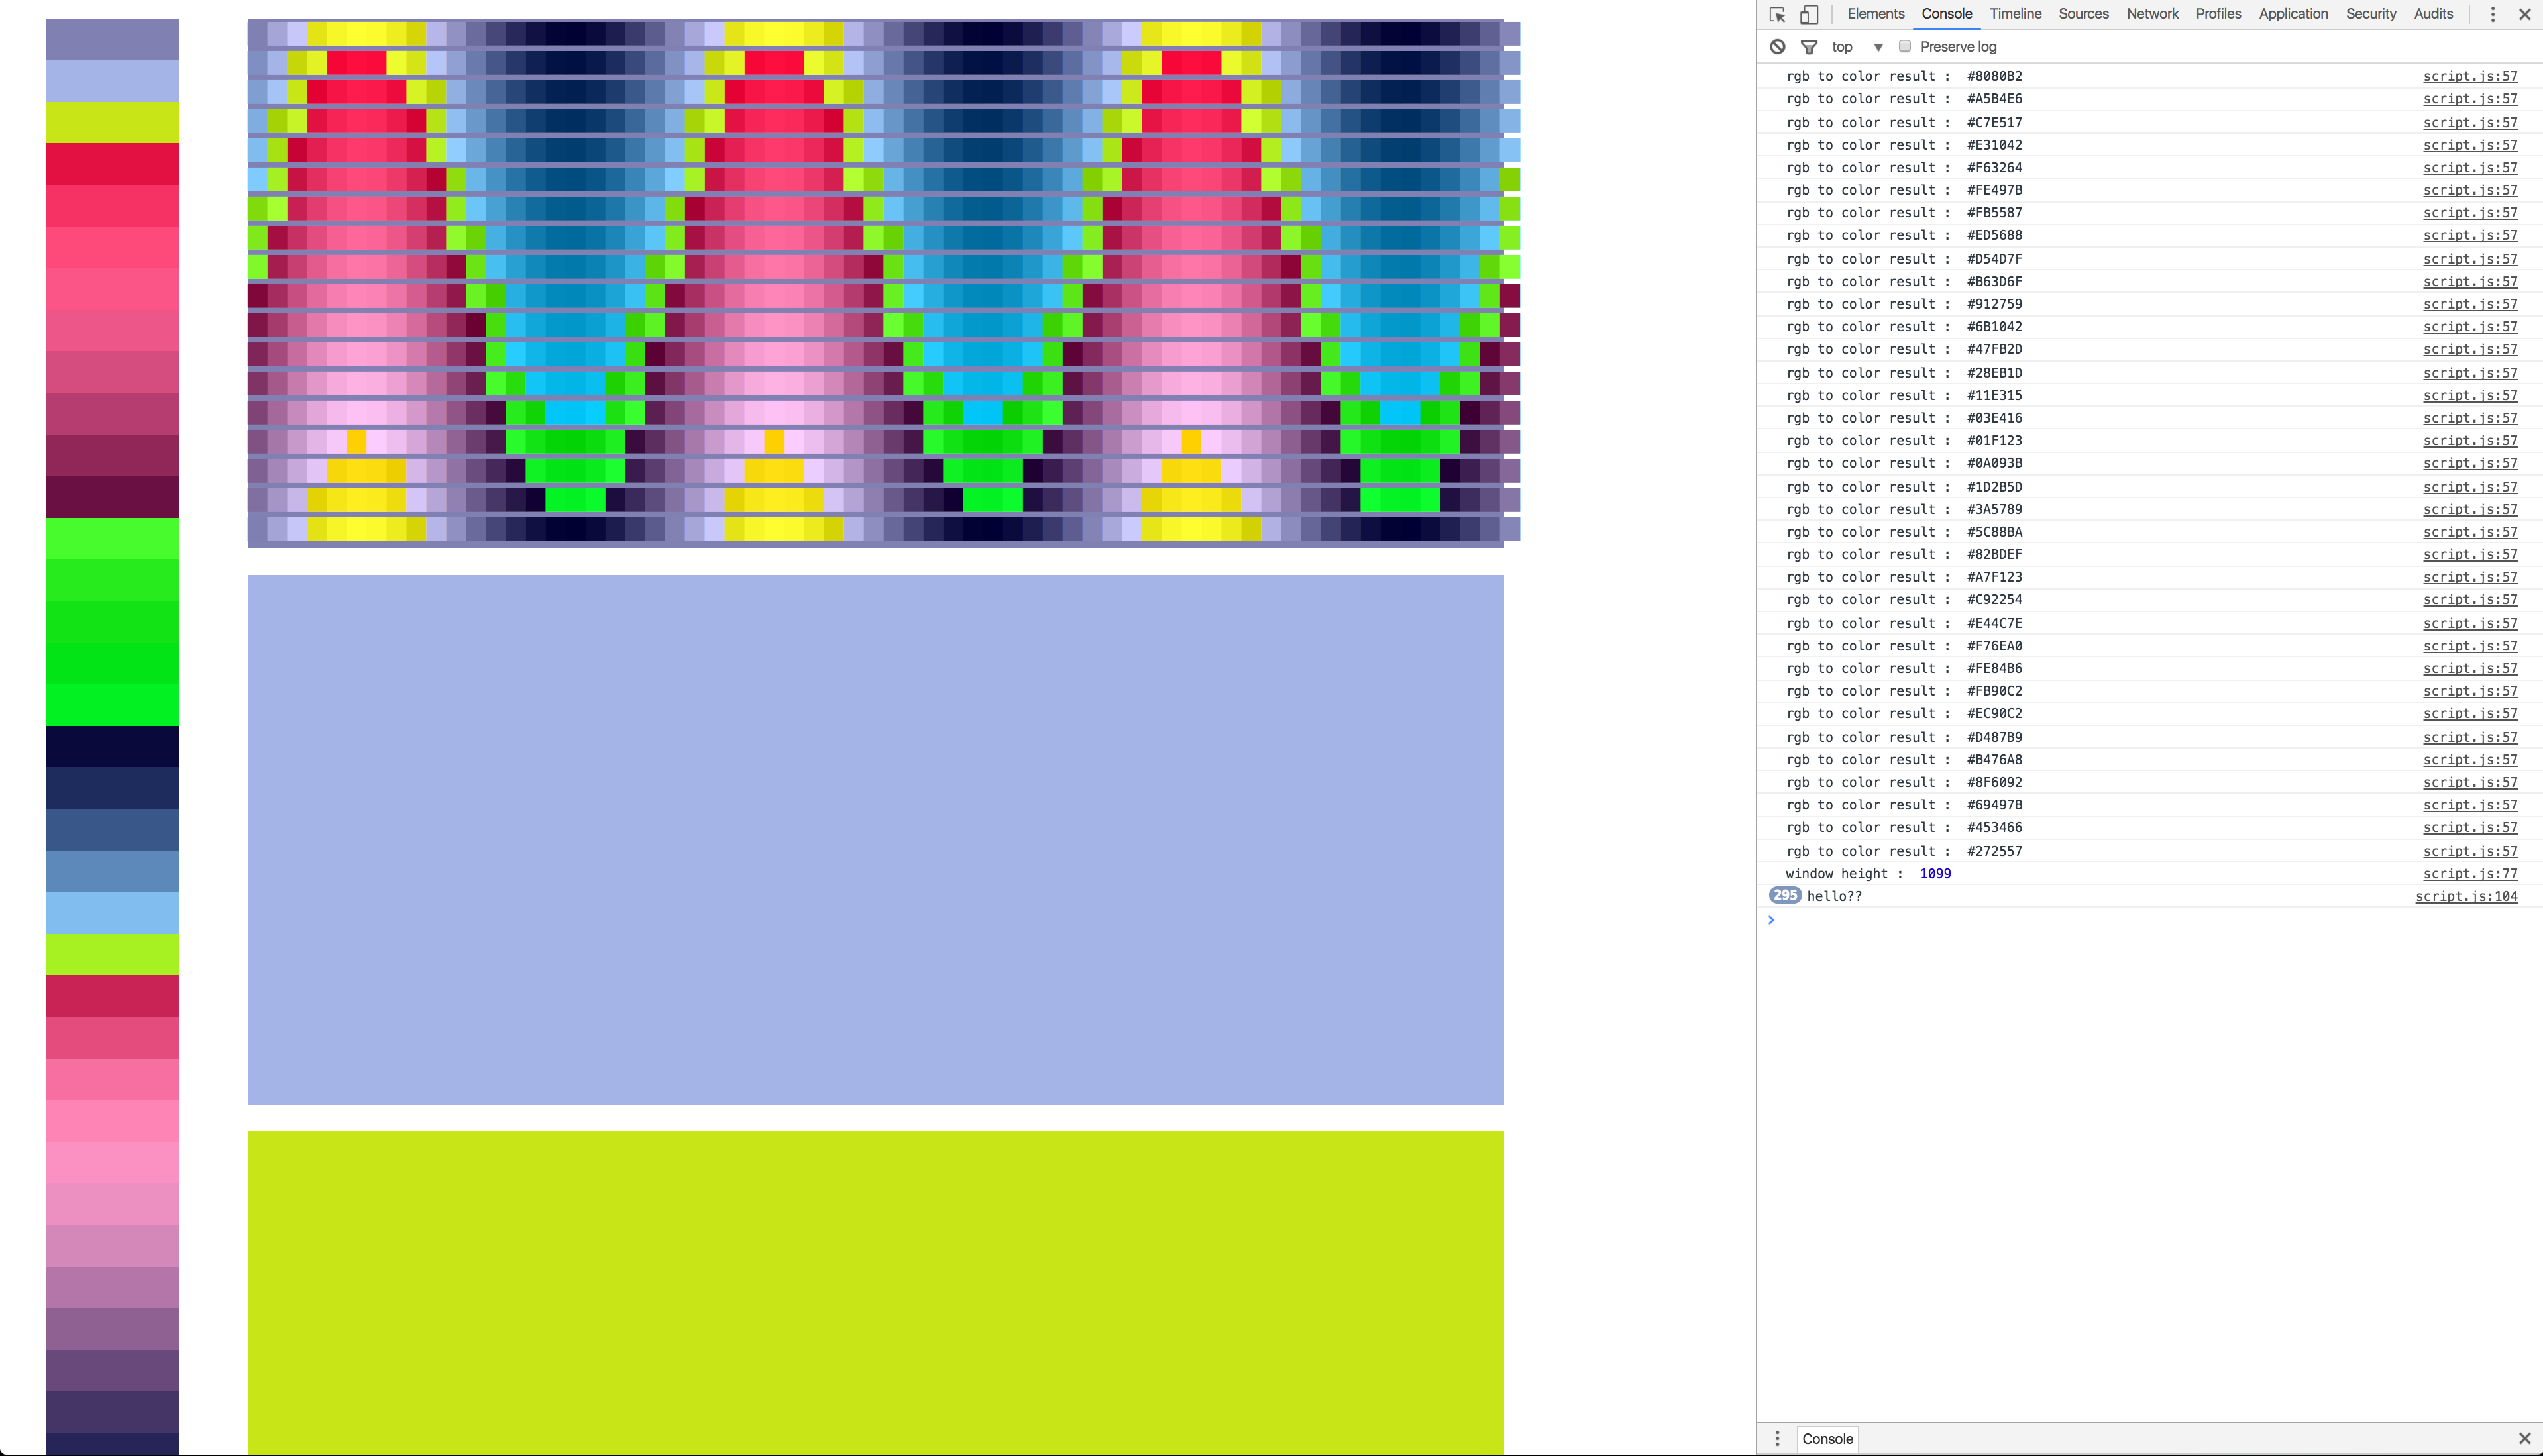 Elements Console Timeline Sources Network Profiles Application Security Audits
top Preserve log
rgb to color result : #8080B2 script.js:57
rgb to color result : #A5B4E6 script.js:57
rgb to color result : #C7E517 script.js:57
rgb to color result : #E31042 script.js:57
rgb to color result : #F63264 script.js:57
rgb to color result : #FE497B script.js:57
rgb to color result : #FB5587 script.js:57
rgb to color result : #ED5688 script.js:57
rgb to color result : #D54D7F script.js:57
rgb to color result : #B63D6F script.js:57
rgb to color result : #912759 script.js:57
rgb to color result : #6B1042 script.js:57
rgb to color result : #47FB2D script.js:57
rgb to color result : #28EB1D script.js:57
rgb to color result : #11E315 script.js:57
rgb to color result : #03E416 script.js:57
rgb to color result : #01F123 script.js:57
rgb to color result : #0A093B script.js:57
rgb to color result : #1D2B5D script.js:57
rgb to color result : #3A5789 script.js:57
rgb to color result : #5C88BA script.js:57
rgb to color result : #82BDEF script.js:57
rgb to color result : #A7F123 script.js:57
rgb to color result : #C92254 script.js:57
rgb to color result : #E44C7E script.js:57
rgb to color result : #F76EA0 script.js:57
rgb to color result : #FE84B6 script.js:57
rgb to color result : #FB90C2 script.js:57
rgb to color result : #EC90C2 script.js:57
rgb to color result : #D487B9 script.js:57
rgb to color result : #B476A8 script.js:57
rgb to color result : #8F6092 script.js:57
rgb to color result : #69497B script.js:57
rgb to color result : #453466 script.js:57
rgb to color result : #272557 script.js:57
window height : 1099 script.js:77
295 hello?? script.js:104
Console